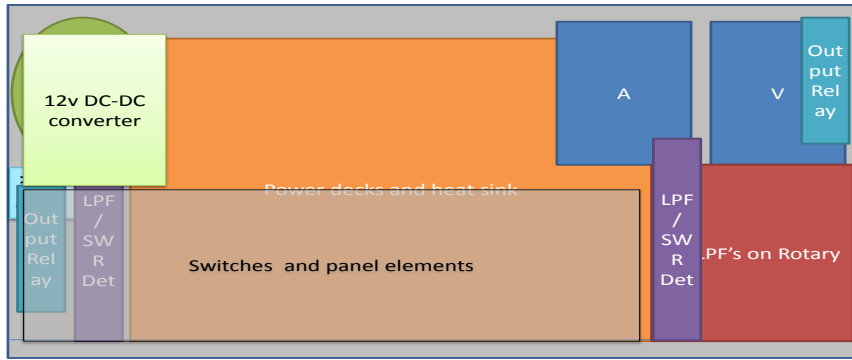 12v DC-DC
converter
A
V
Out
put
Rel
ay
Power decks and heat sink
LPF
/
SW
R
Det
Out
put
Rel
ay
Switches and panel elements
LPF
/
SW
R
Det
LPF's on Rotary